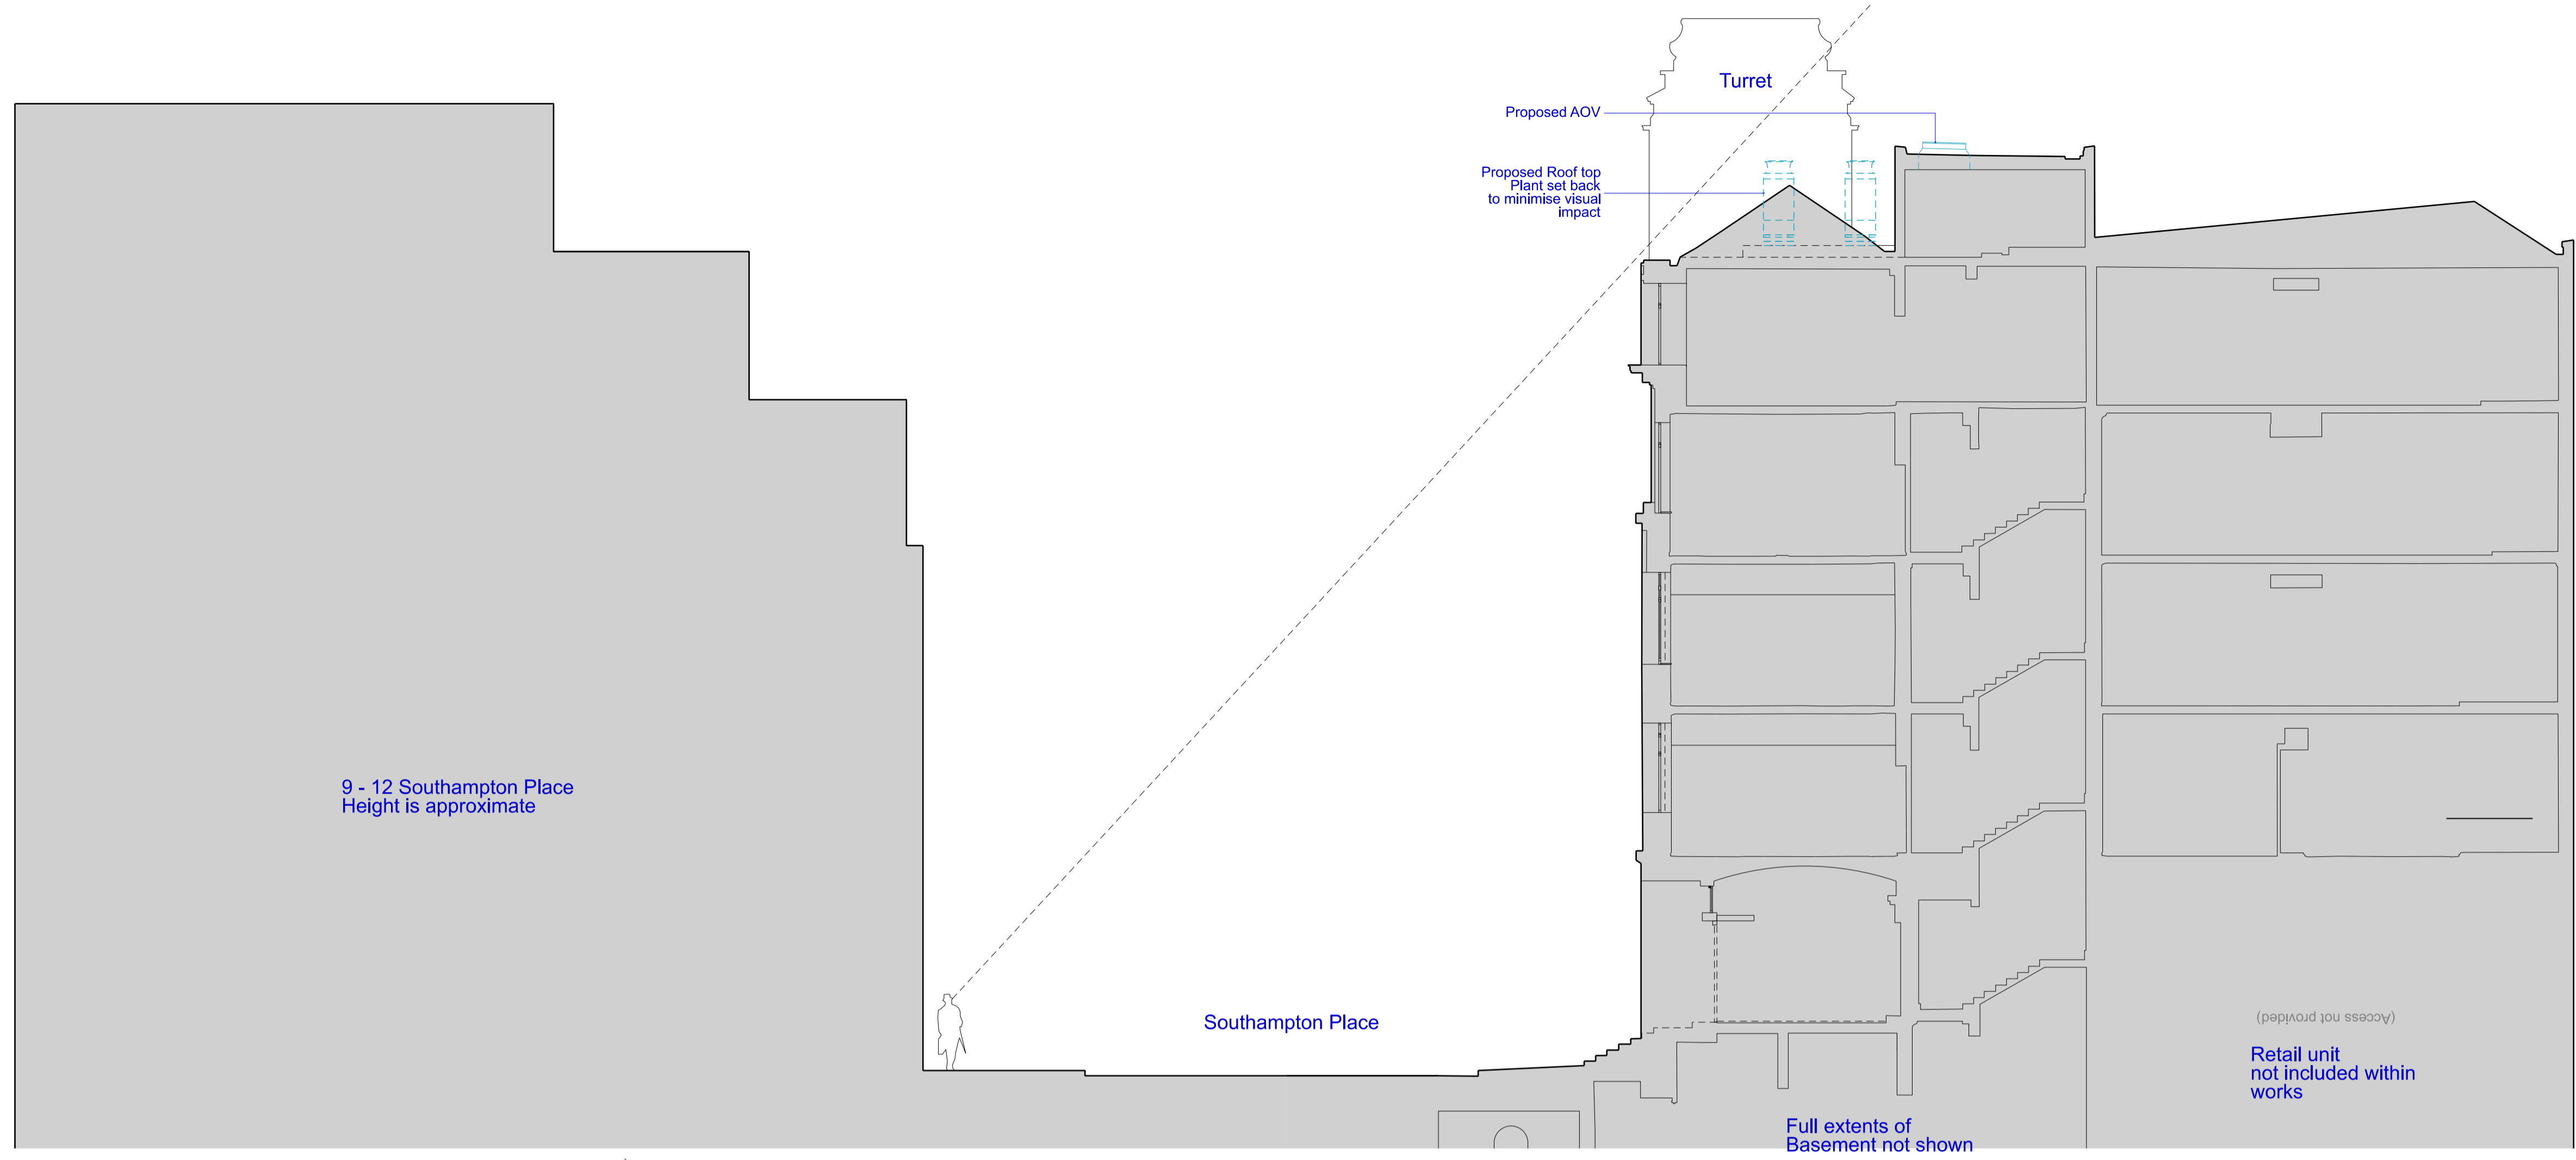 Turret
Proposed AOV
Proposed Roof top
Plant set back
to minimise visual
impact
9 - 12 Southampton Place
Height is approximate
Southampton Place
(Access not provided)
Retail unit
not included within
works
Full extents of
Basement not shown